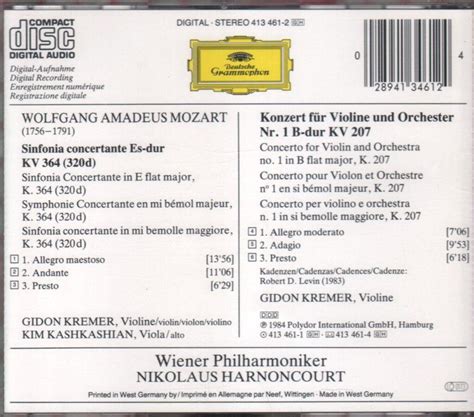 COMPACT
disc
DIGITAL AUDIO
Digital-Aufnahme
Digital Recording
Enregistrement numérique
Registrazione digitale
DIGITAL · STEREO 413 461-2 GH
Deutsche
Grammophon
0 4
28941 34612
WOLFGANG AMADEUS MOZART
(1756–1791)
Sinfonia concertante Es-dur
KV 364 (320d)
Sinfonia Concertante in E flat major,
K. 364 (320d)
Symphonie Concertante en mi bémol majeur,
K. 364 (320d)
Sinfonia concertante in mi bemolle maggiore,
K. 364 (320d)
1 1. Allegro maestoso [13'56]
2 2. Andante [11'06]
3 3. Presto [6'29]
GIDON KREMER, Violine/violin/violon/violino
KIM KASHKASHIAN, Viola/alto
Konzert für Violine und Orchester
Nr. 1 B-dur KV 207
Concerto for Violin and Orchestra
no. 1 in B flat major, K. 207
Concerto pour Violon et Orchestre
n° 1 en si bémol majeur, K. 207
Concerto per violino e orchestra
n. 1 in si bemolle maggiore, K. 207
4 1. Allegro moderato [7'06]
5 2. Adagio [9'53]
6 3. Presto [6'18]
Kadenzen/Cadenzas/Cadences/Cadenze:
Robert D. Levin (1983)
GIDON KREMER, Violine
DDD
℗ 1984 Polydor International GmbH, Hamburg
413 461-1 GH 413 461-4 GH
Wiener Philharmoniker
NIKOLAUS HARNONCOURT
Printed in West Germany by/Imprimé en Allemagne par Neef, Wittingen · Made in West Germany